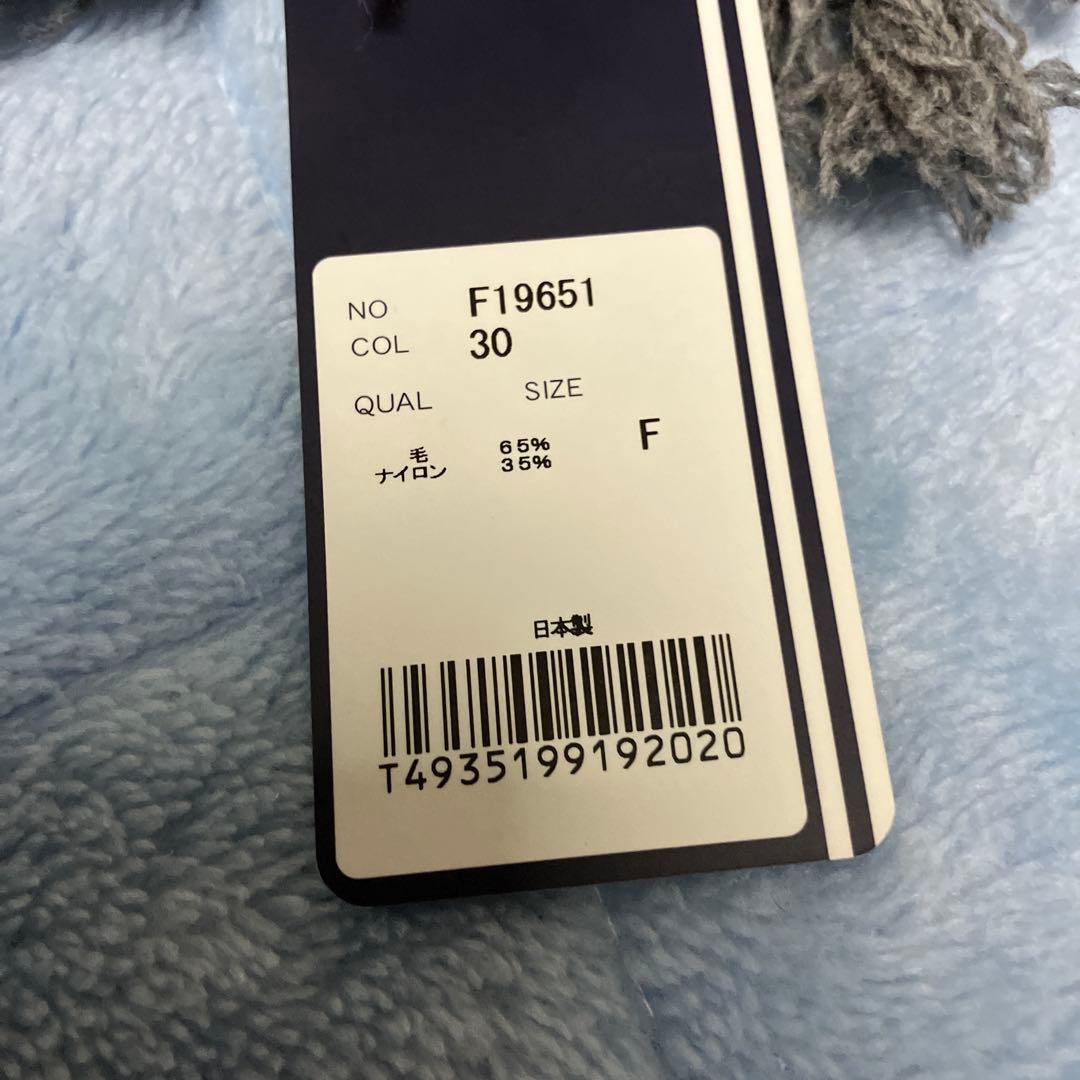 NO F19651
COL 30
QUAL SIZE
毛 65% F
ナイロン 35%
日本製
T4935199192020